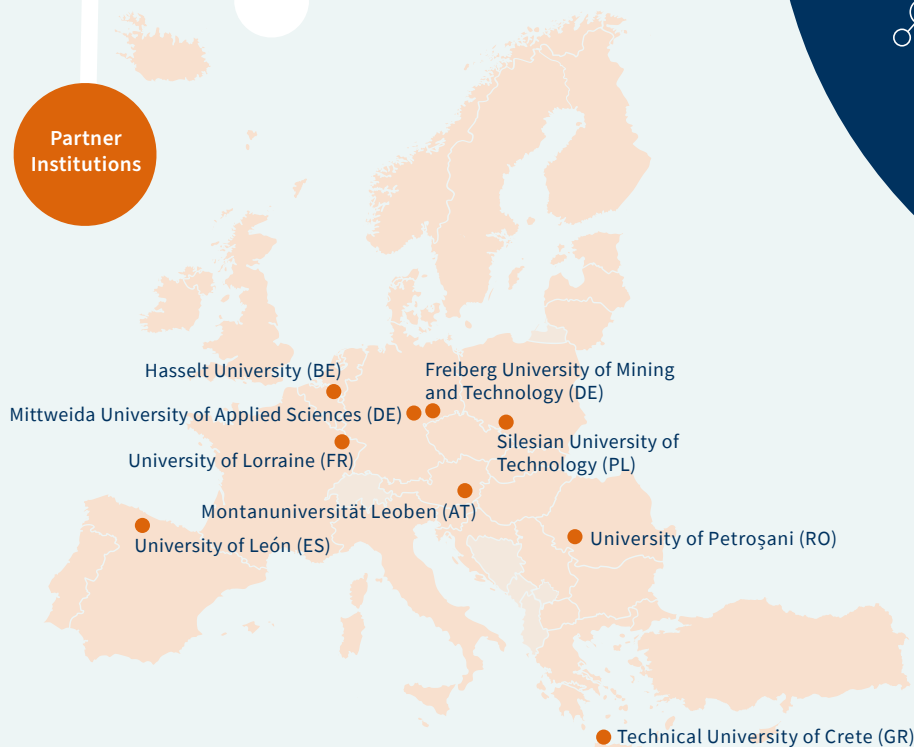 Partner
Institutions
Hasselt University (BE)
Freiberg University of Mining
and Technology (DE)
Mittweida University of Applied Sciences (DE)
Silesian University of
Technology (PL)
University of Lorraine (FR)
Montanuniversität Leoben (AT)
University of Petroșani (RO)
University of León (ES)
Technical University of Crete (GR)